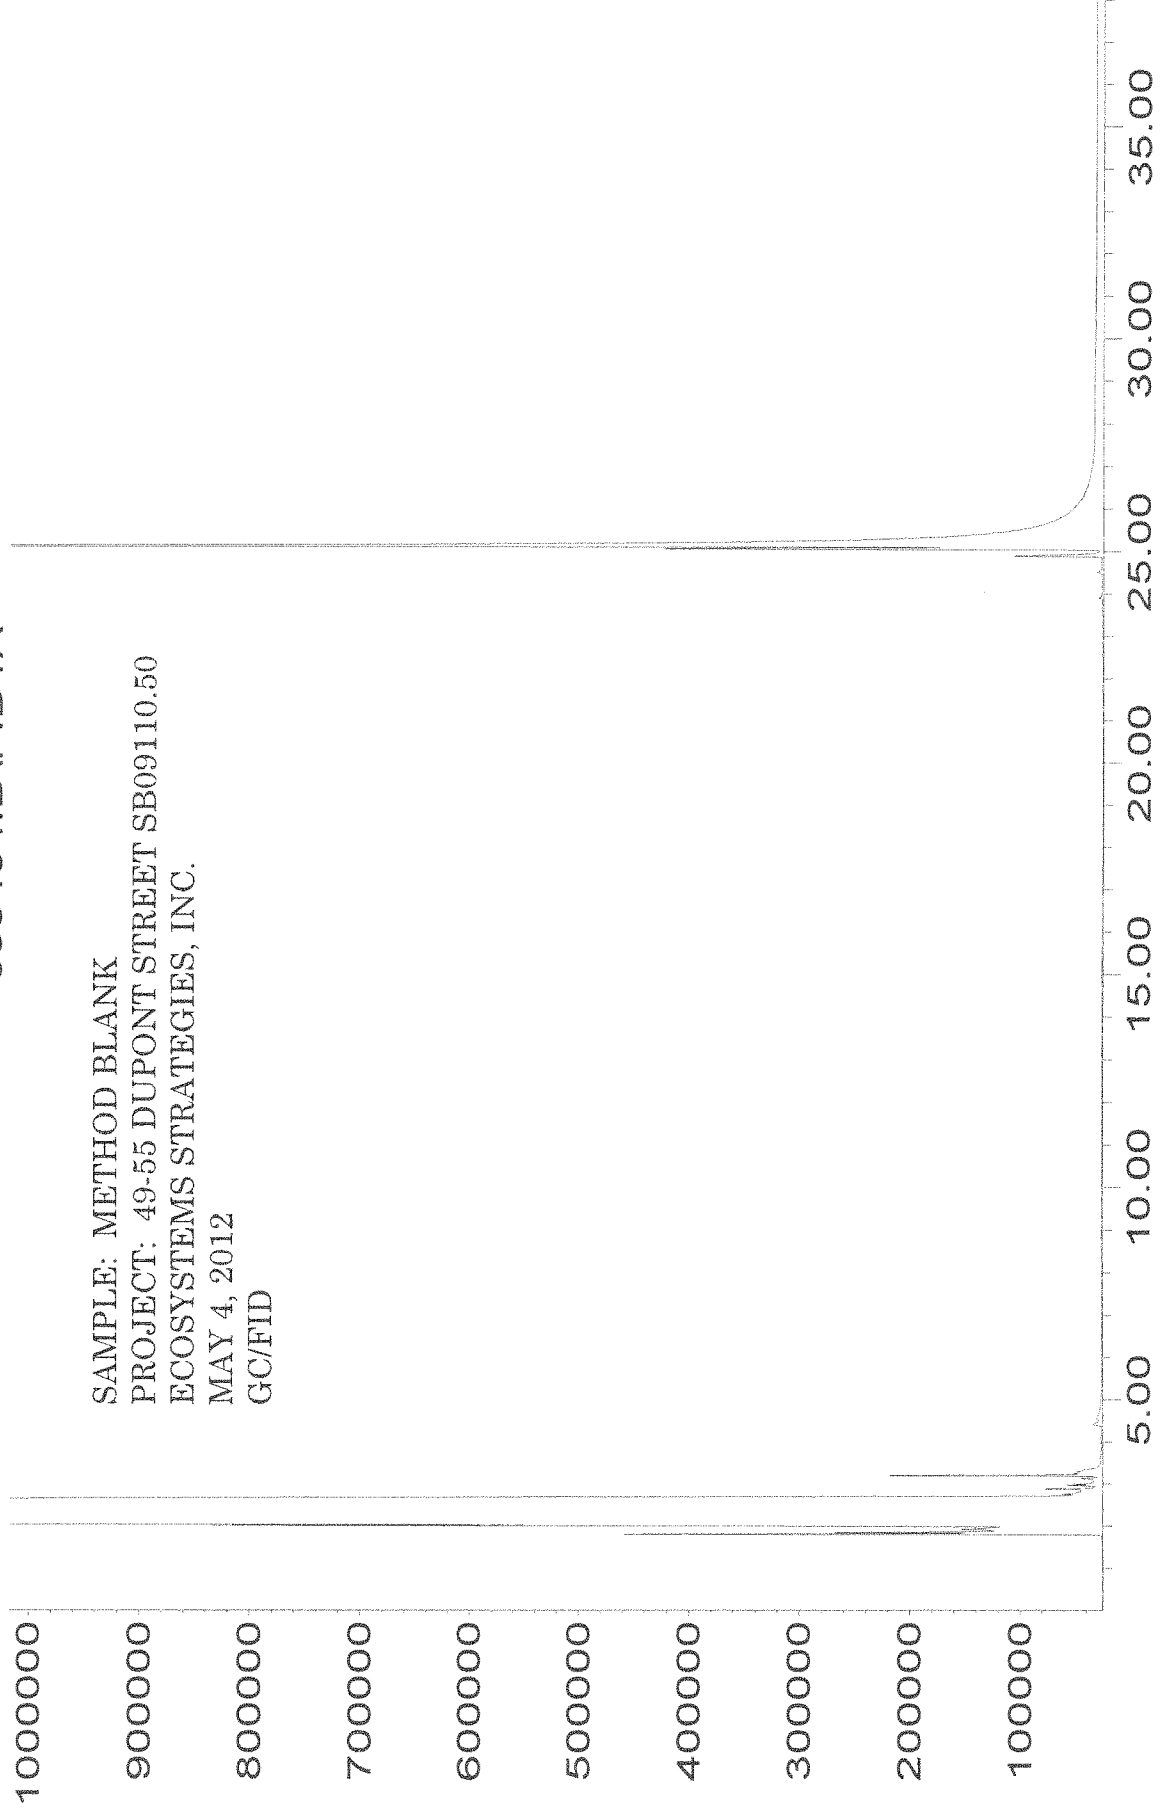 SAMPLE: METHOD BLANK
PROJECT: 49-55 DUPONT STREET SB09110.50
ECOSYSTEMS STRATEGIES, INC.
MAY 4, 2012
GC/FID
1000000
900000
800000
700000
600000
500000
400000
300000
200000
100000
5.00 10.00 15.00 20.00 25.00 30.00 35.00